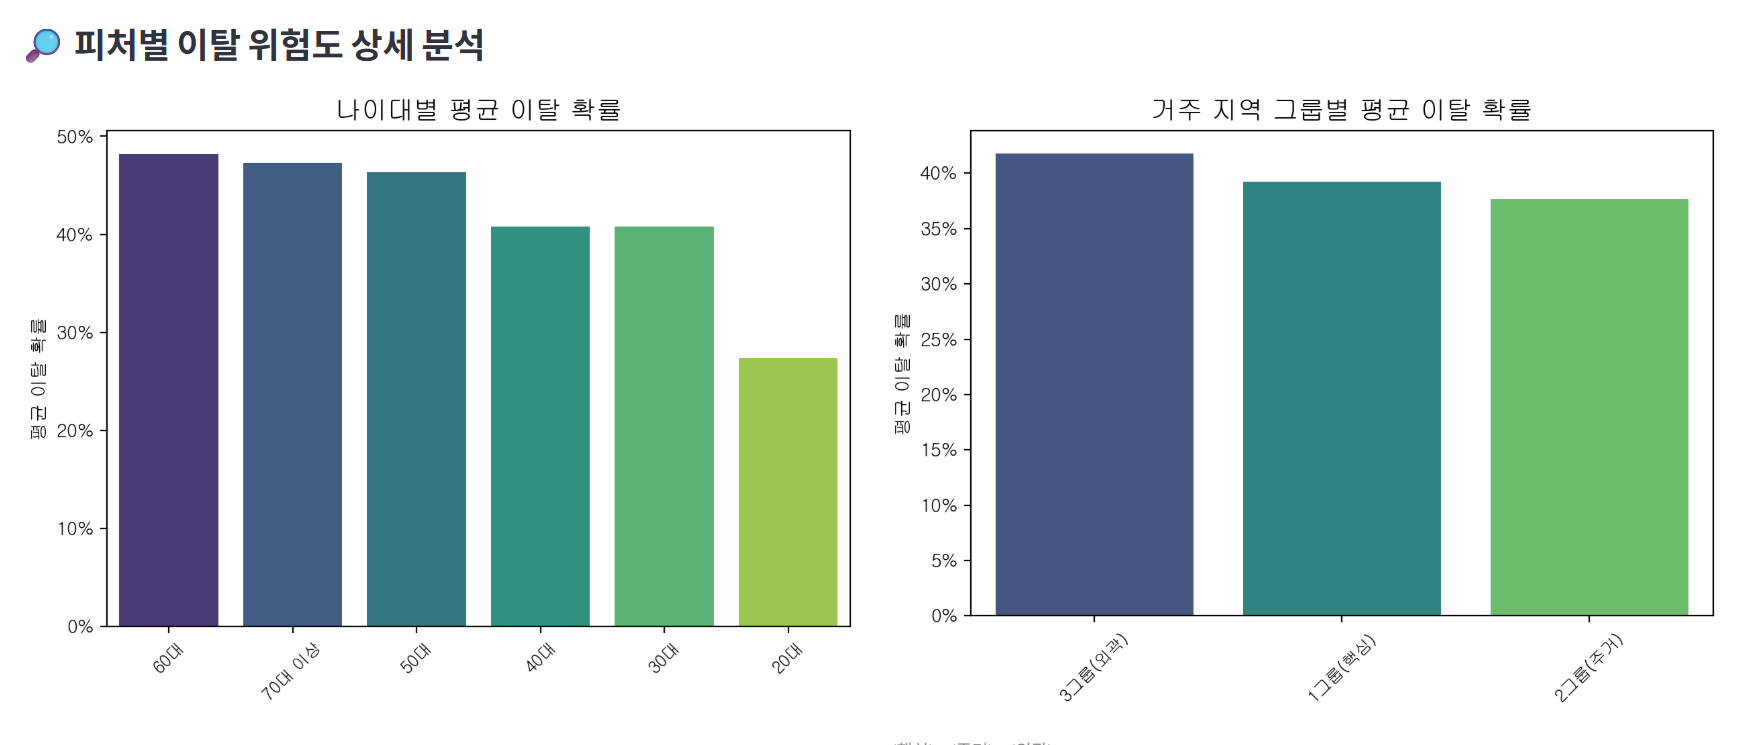 피처별 이탈 위험도 상세 분석
나이대별 평균 이탈 확률
평균 이탈 확률
50%
40%
30%
20%
10%
0%
60대
70대 이상
50대
40대
30대
20대
거주 지역 그룹별 평균 이탈 확률
평균 이탈 확률
40%
35%
30%
25%
20%
15%
10%
5%
0%
3그룹(외곽)
1그룹(핵심)
2그룹(주거)